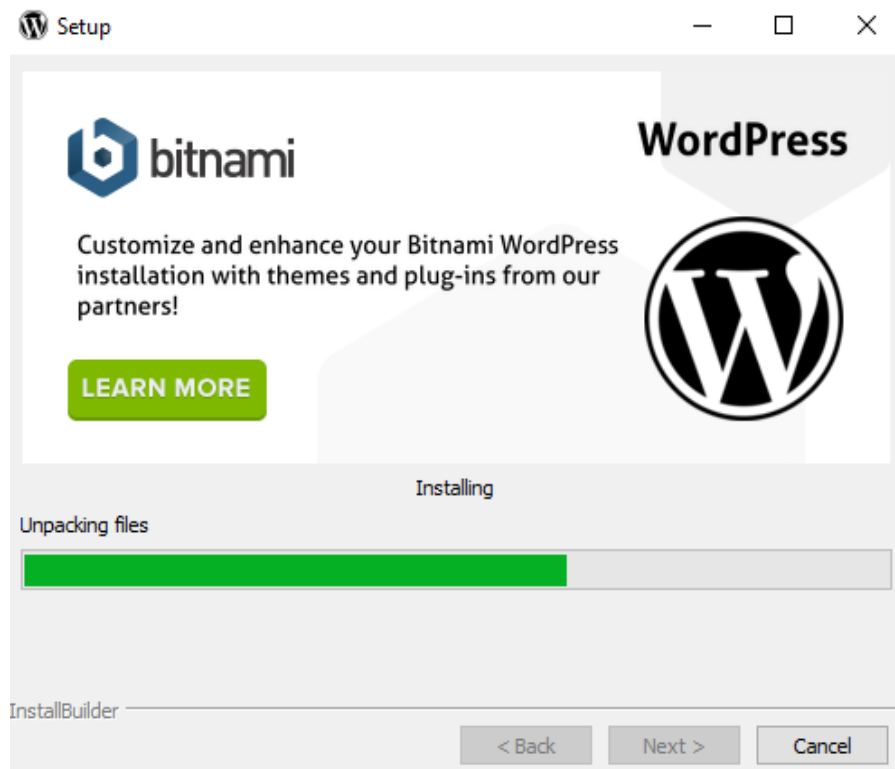 Setup
bitnami
WordPress
Customize and enhance your Bitnami WordPress
installation with themes and plug-ins from our
partners!
LEARN MORE
Installing
Unpacking files
InstallBuilder
< Back
Next >
Cancel